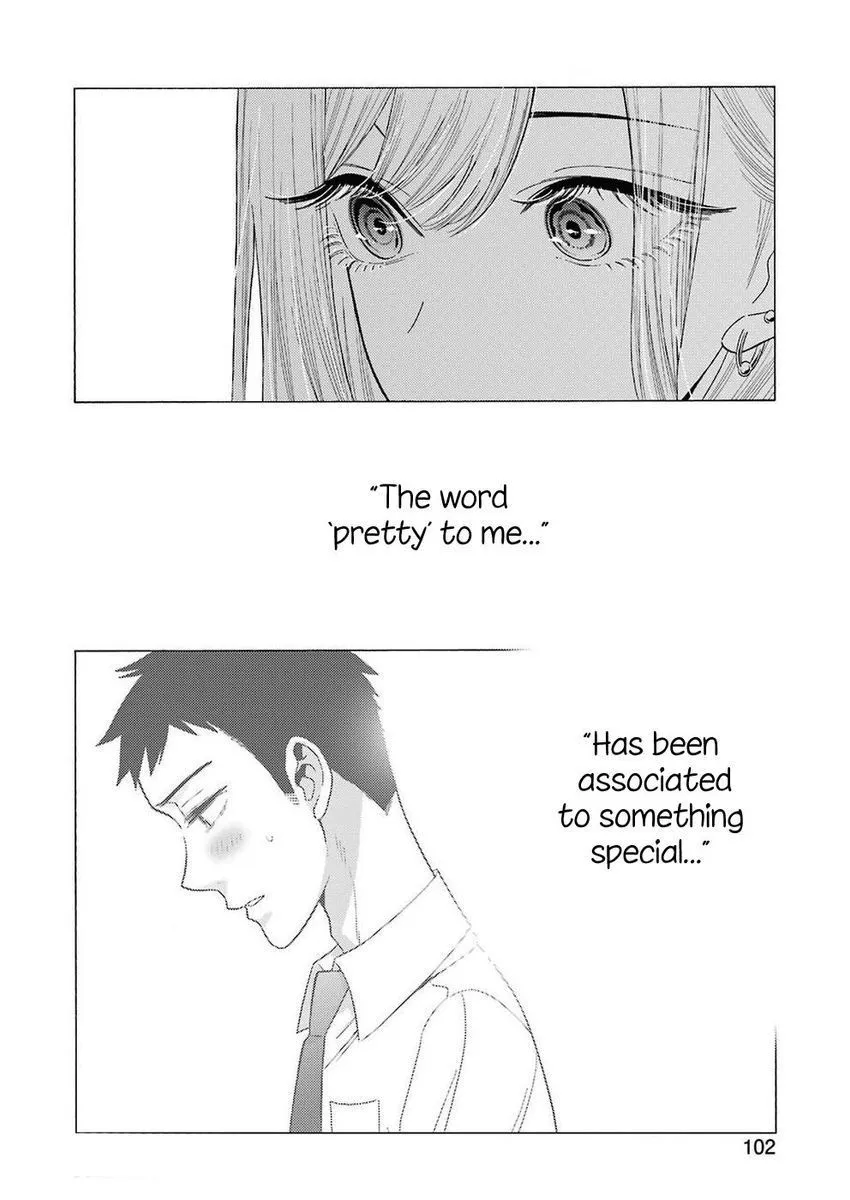 "The word
'pretty' to me..."
"Has been
associated
to something
special..."
102